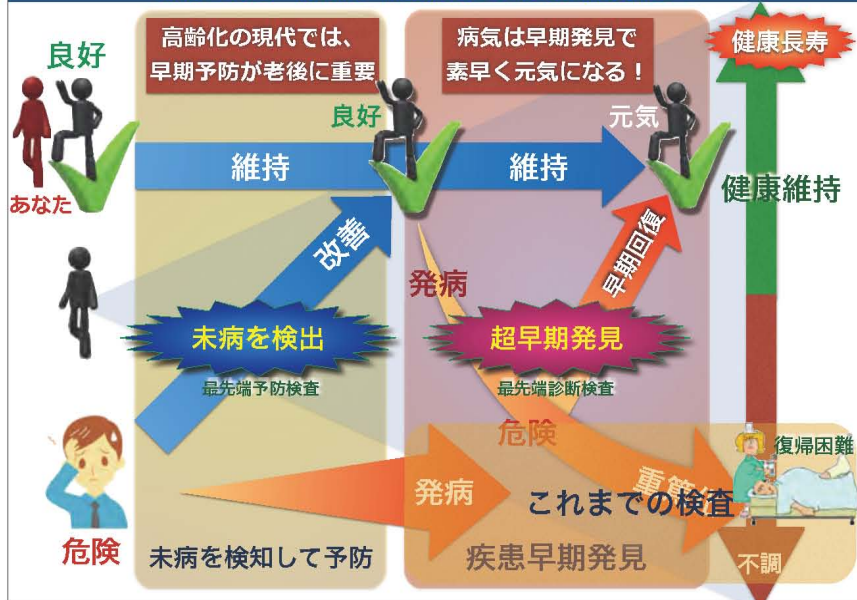 高齢化の現代では、
早期予防が老後に重要
病気は早期発見で
素早く元気になる！
健康長寿
良好
良好
元気
維持
維持
健康維持
あなた
改善
発病
早期回復
未病を検出
最先端予防検査
超早期発見
最先端診断検査
危険
復帰困難
発病
これまでの検査
危険
未病を検知して予防
疾患早期発見
不調